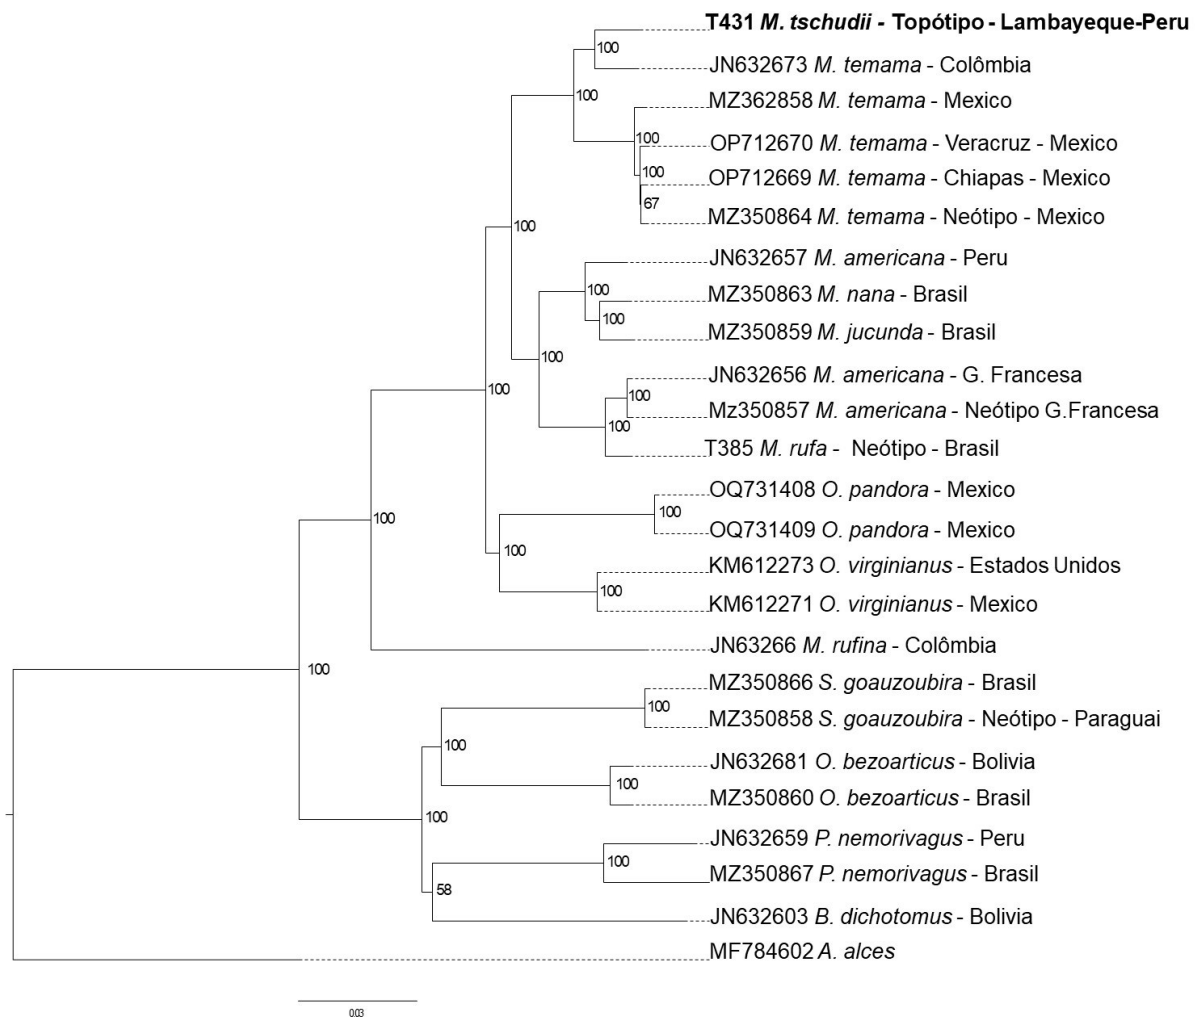 T431 M. tschudii - Topótipo - Lambayeque-Peru
100
JN632673 M. temama - Colômbia
100
MZ362858 M. temama - Mexico
100
OP712670 M. temama - Veracruz - Mexico
100
OP712669 M. temama - Chiapas - Mexico
67
MZ350864 M. temama - Neótipo - Mexico
100
JN632657 M. americana - Peru
100
MZ350863 M. nana - Brasil
100
MZ350859 M. jucunda - Brasil
100
JN632656 M. americana - G. Francesa
100
100
Mz350857 M. americana - Neótipo G.Francesa
100
T385 M. rufa - Neótipo - Brasil
OQ731408 O. pandora - Mexico
100
100
OQ731409 O. pandora - Mexico
100
KM612273 O. virginianus - Estados Unidos
100
KM612271 O. virginianus - Mexico
JN63266 M. rufina - Colômbia
100
MZ350866 S. goauzoubira - Brasil
100
MZ350858 S. goauzoubira - Neótipo - Paraguai
100
JN632681 O. bezoarticus - Bolivia
100
MZ350860 O. bezoarticus - Brasil
100
JN632659 P. nemorivagus - Peru
100
MZ350867 P. nemorivagus - Brasil
58
JN632603 B. dichotomus - Bolivia
MF784602 A. alces
0.03